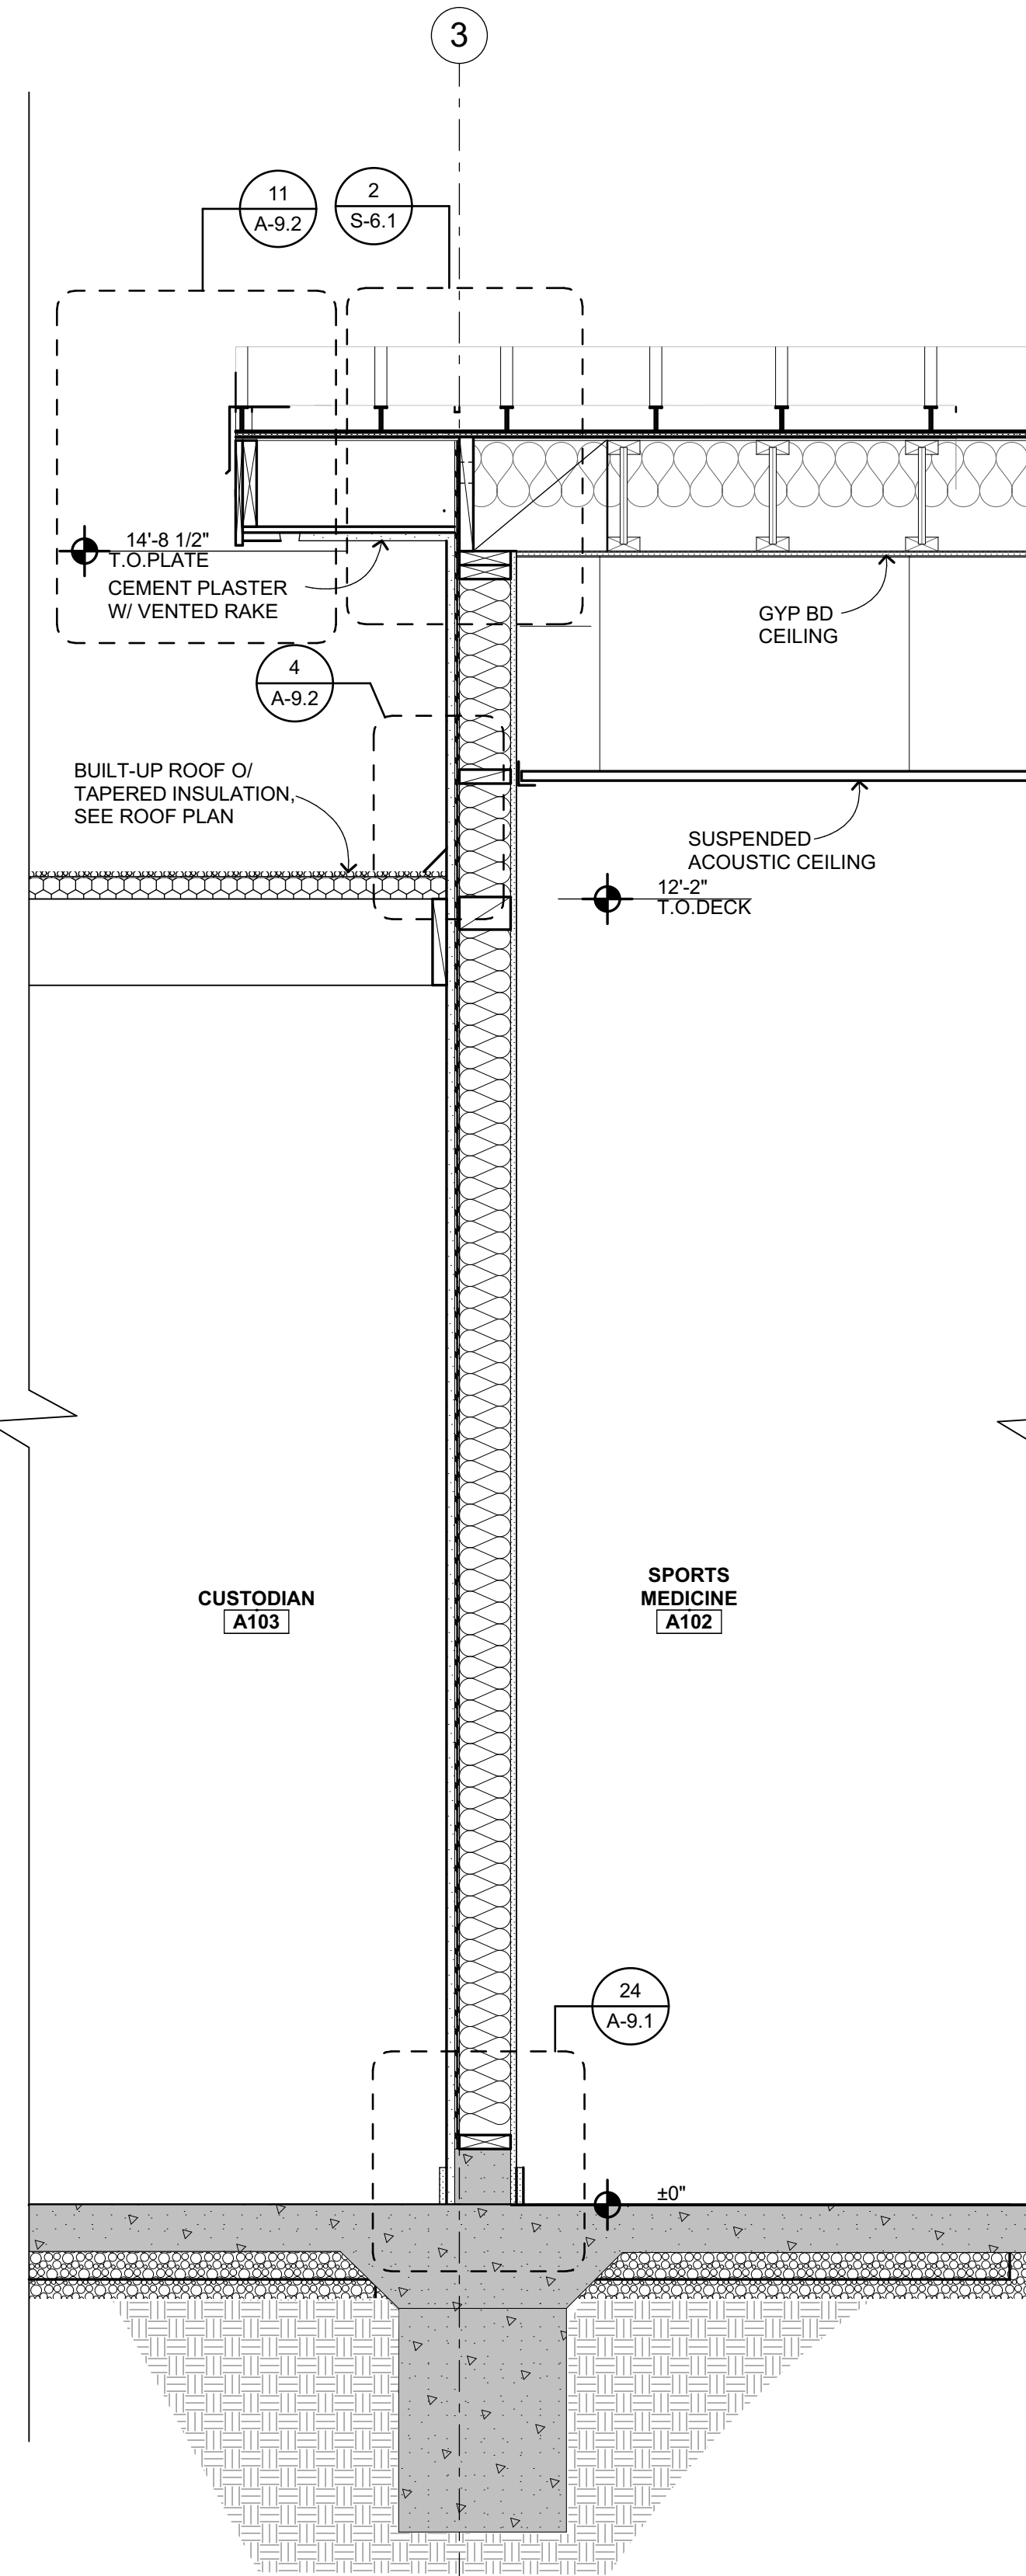 3
11
A-9.2
2
S-6.1
14'-8 1/2"
T.O.PLATE
CEMENT PLASTER
W/ VENTED RAKE
GYP BD
CEILING
4
A-9.2
BUILT-UP ROOF O/
TAPERED INSULATION,
SEE ROOF PLAN
SUSPENDED
ACOUSTIC CEILING
12'-2"
T.O.DECK
CUSTODIAN
A103
SPORTS
MEDICINE
A102
24
A-9.1
±0"